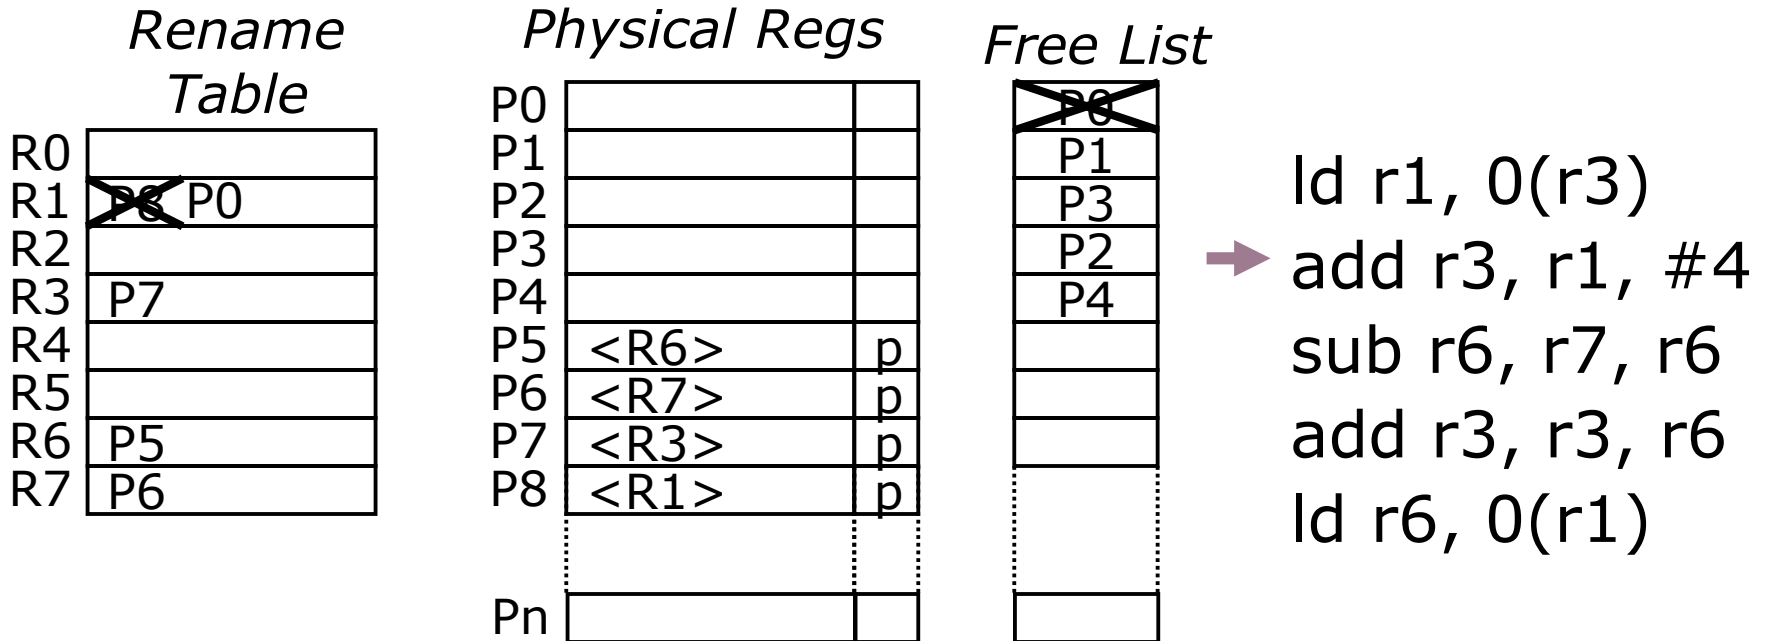 Rename
Table
R0
R1 P8 P0
R2
R3 P7
R4
R5
R6 P5
R7 P6
Physical Regs
P0
P1
P2
P3
P4
P5 <R6> p
P6 <R7> p
P7 <R3> p
P8 <R1> p
Pn
Free List
P0
P1
P3
P2
P4
ld r1, 0(r3)
add r3, r1, #4
sub r6, r7, r6
add r3, r3, r6
ld r6, 0(r1)